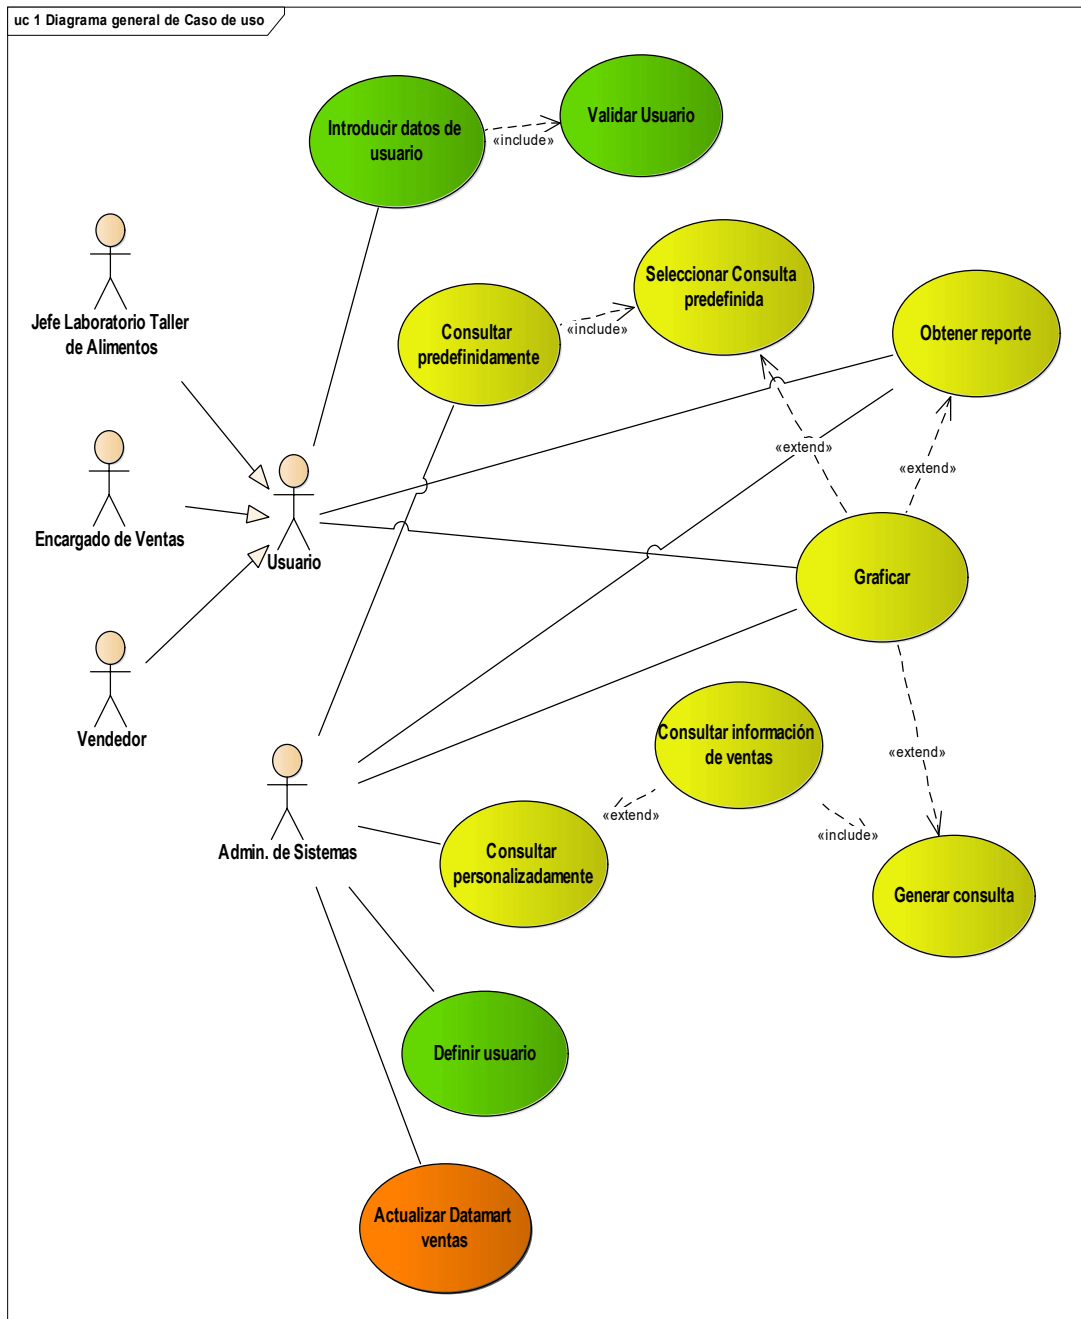 uc 1 Diagrama general de Caso de uso
Introducir datos de
usuario
«include»
Validar Usuario
Jefe Laboratorio Taller
de Alimentos
Consultar
predefinidamente
«include»
Seleccionar Consulta
predefinida
Obtener reporte
«extend»
«extend»
Encargado de Ventas
Usuario
Graficar
Vendedor
Consultar información
de ventas
«extend»
«extend»
«include»
Admin. de Sistemas
Consultar
personalizadamente
Generar consulta
Definir usuario
Actualizar Datamart
ventas